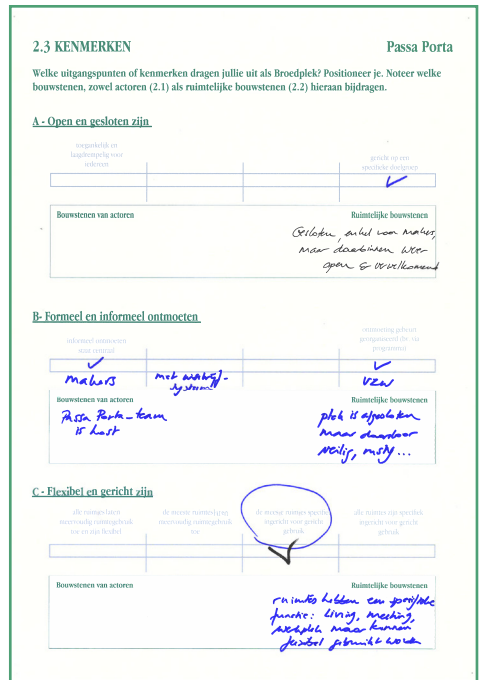 2.3 KENMERKEN
Passa Porta
Welke uitgangspunten of kenmerken dragen jullie uit als Broedplek? Positioneer je. Noteer welke
bouwstenen, zowel actoren (2.1) als ruimtelijke bouwstenen (2.2) hieraan bijdragen.
A - Open en gesloten zijn
toegankelijk en
laagdrempelig voor
iedereen
gericht op een
specifieke doelgroep
Bouwstenen van actoren
Ruimtelijke bouwstenen
Gesloten, enkel voor makers,
maar daarbinnen weer
open & verwelkomend
B- Formeel en informeel ontmoeten
informeel ontmoeten
staat centraal
ontmoeting gebeurt
georganiseerd dm. via
programma)
makers
met
systeem
vzw
Bouwstenen van actoren
Ruimtelijke bouwstenen
Passa Porta-team
is host
plek is afgesloten
maar daardoor
veilig, rustig...
C - Flexibel en gericht zijn
alle ruimtes laten
meervoudig ruimtegebruik
toe en zijn flexibel
de meeste ruimtes
meervoudig ruimtegebruik
toe
de meeste ruimtes specifiek
ingericht voor gericht
gebruik
alle ruimtes zijn specifiek
ingericht voor gericht
gebruik
Bouwstenen van actoren
Ruimtelijke bouwstenen
ruimtes hebben een specifieke
functie: living, meeting,
werkplek maar kunnen
flexibel gebruikt worden